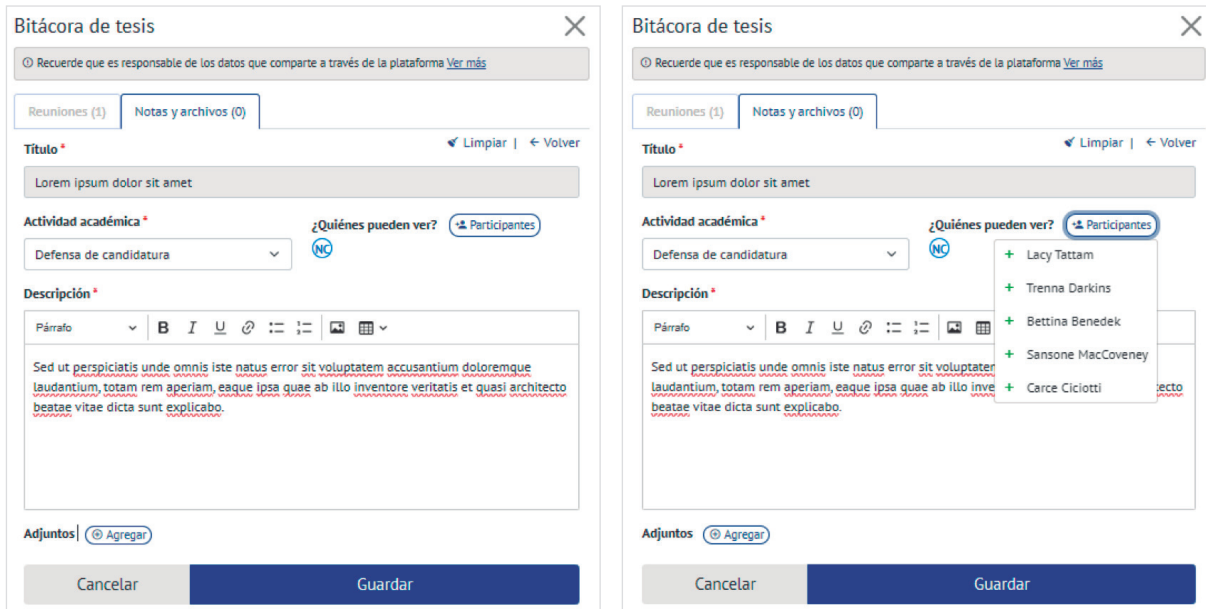 Bitácora de tesis
Recuerde que es responsable de los datos que comparte a través de la plataforma Ver más
Reuniones (1)
Notas y archivos (0)
Limpiar | ← Volver
Título *
Lorem ipsum dolor sit amet
Actividad académica *
¿Quiénes pueden ver?
Participantes
Defensa de candidatura
NC
Descripción *
Párrafo
B I U
Sed ut perspiciatis unde omnis iste natus error sit voluptatem accusantium doloremque
laudantium, totam rem aperiam, eaque ipsa quae ab illo inventore veritatis et quasi architecto
beatae vitae dicta sunt explicabo.
Adjuntos
Agregar
Cancelar
Guardar
Bitácora de tesis
Recuerde que es responsable de los datos que comparte a través de la plataforma Ver más
Reuniones (1)
Notas y archivos (0)
Limpiar | ← Volver
Título *
Lorem ipsum dolor sit amet
Actividad académica *
¿Quiénes pueden ver?
Participantes
Defensa de candidatura
NC
+ Lacy Tattam
+ Trenna Darkins
+ Bettina Benedek
+ Sansone MacCoveney
+ Carce Ciciotti
Descripción *
Párrafo
B I U
Sed ut perspiciatis unde omnis iste natus error sit voluptatem
laudantium, totam rem aperiam, eaque ipsa quae ab illo inve
itecto
beatae vitae dicta sunt explicabo.
Adjuntos
Agregar
Cancelar
Guardar